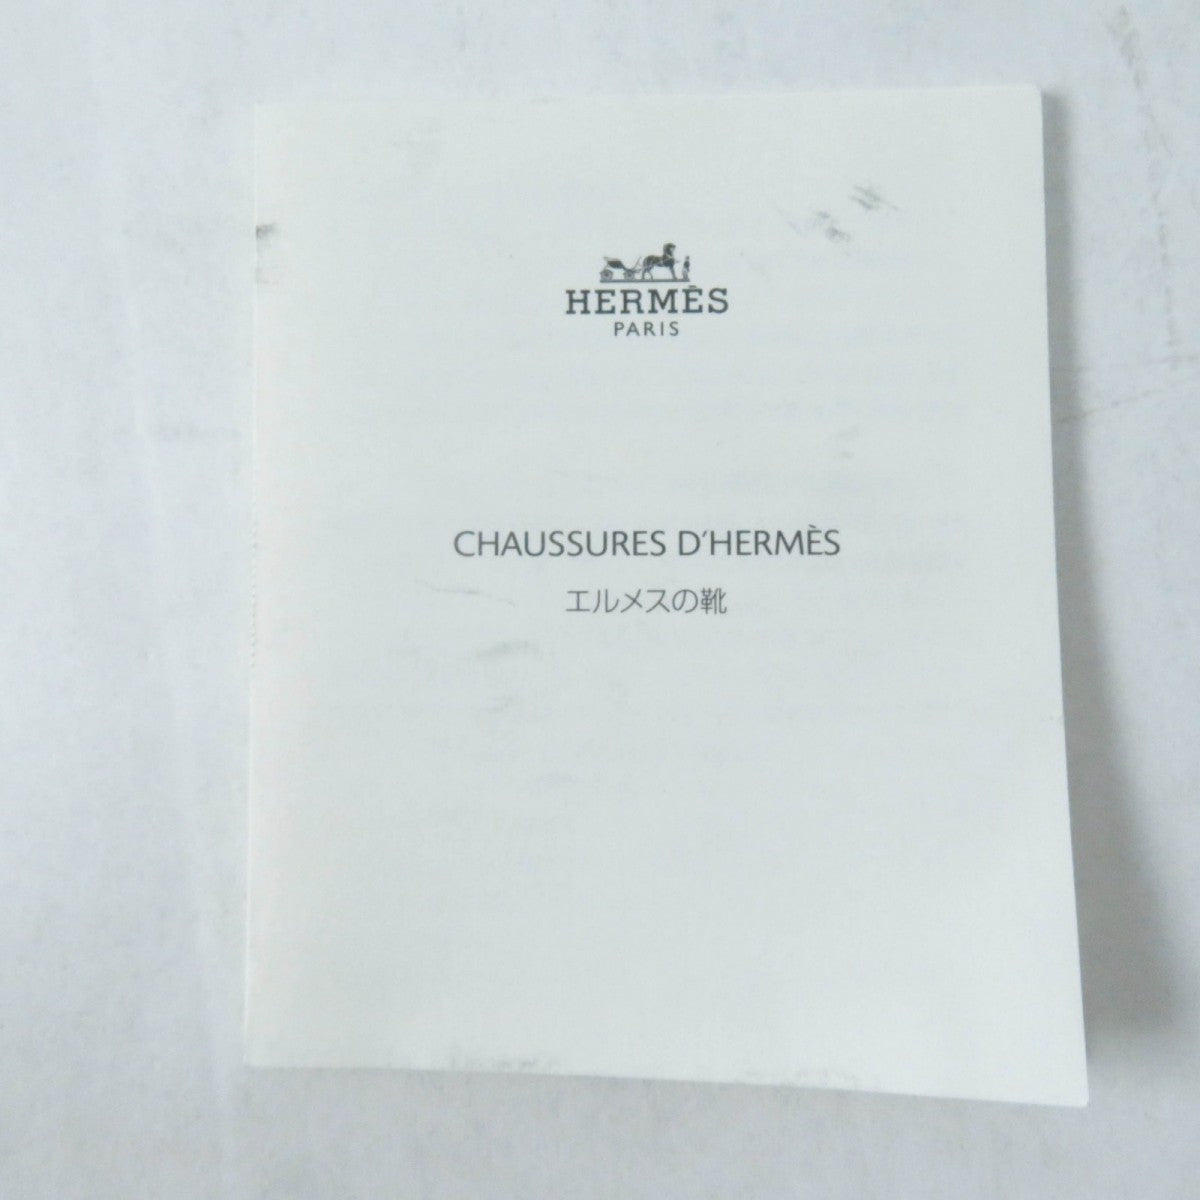 HERMÈS
PARIS
CHAUSSURES D'HERMÈS
エルメスの靴